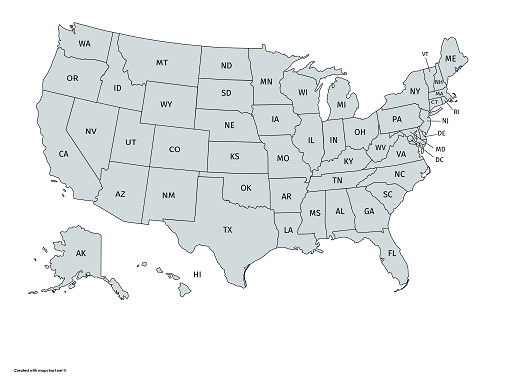 WA
MT
ND
MN
ME
VT
NH
OR
ID
SD
WI
MI
NY
MA
CT
RI
WY
NE
IA
PA
NJ
NV
UT
CO
IL
IN
OH
DE
MD
DC
CA
KS
MO
KY
WV
VA
AZ
NM
OK
AR
TN
NC
SC
TX
LA
MS
AL
GA
FL
AK
HI
Created with mapchart.net ©